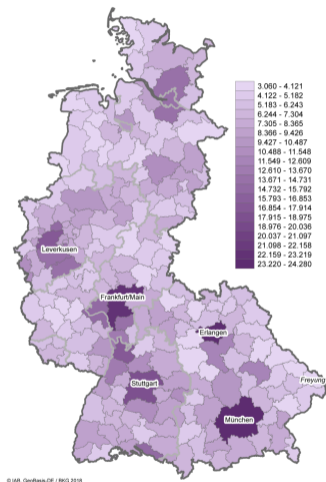 3.060 - 4.121
4.122 - 5.182
5.183 - 6.243
6.244 - 7.304
7.305 - 8.365
8.366 - 9.426
9.427 - 10.487
10.488 - 11.548
11.549 - 12.609
12.610 - 13.670
13.671 - 14.731
14.732 - 15.792
15.793 - 16.853
16.854 - 17.914
17.915 - 18.975
18.976 - 20.036
20.037 - 21.097
21.098 - 22.158
22.159 - 23.219
23.220 - 24.280
Leverkusen
Frankfurt/Main
Erlangen
Freyung
Stuttgart
München
© IAB, GeoBasis-DE / BKG 2018